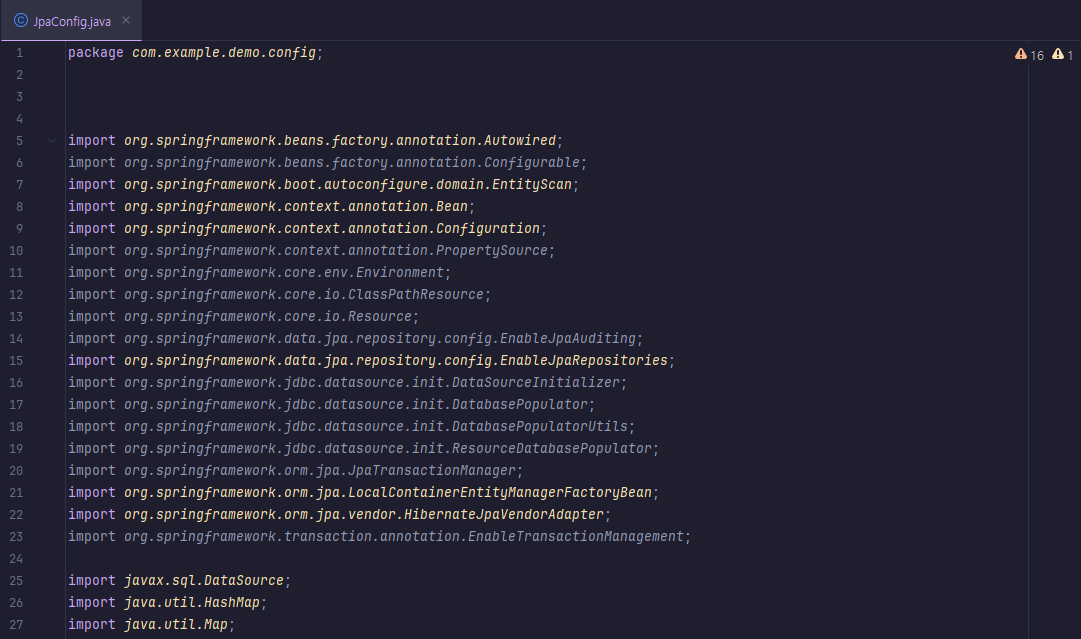 JpaConfig.java
16 1
1 package com.example.demo.config;
2
3
4
5 import org.springframework.beans.factory.annotation.Autowired;
6 import org.springframework.beans.factory.annotation.Configurable;
7 import org.springframework.boot.autoconfigure.domain.EntityScan;
8 import org.springframework.context.annotation.Bean;
9 import org.springframework.context.annotation.Configuration;
10 import org.springframework.context.annotation.PropertySource;
11 import org.springframework.core.env.Environment;
12 import org.springframework.core.io.ClassPathResource;
13 import org.springframework.core.io.Resource;
14 import org.springframework.data.jpa.repository.config.EnableJpaAuditing;
15 import org.springframework.data.jpa.repository.config.EnableJpaRepositories;
16 import org.springframework.jdbc.datasource.init.DataSourceInitializer;
17 import org.springframework.jdbc.datasource.init.DatabasePopulator;
18 import org.springframework.jdbc.datasource.init.DatabasePopulatorUtils;
19 import org.springframework.jdbc.datasource.init.ResourceDatabasePopulator;
20 import org.springframework.orm.jpa.JpaTransactionManager;
21 import org.springframework.orm.jpa.LocalContainerEntityManagerFactoryBean;
22 import org.springframework.orm.jpa.vendor.HibernateJpaVendorAdapter;
23 import org.springframework.transaction.annotation.EnableTransactionManagement;
24
25 import javax.sql.DataSource;
26 import java.util.HashMap;
27 import java.util.Map;